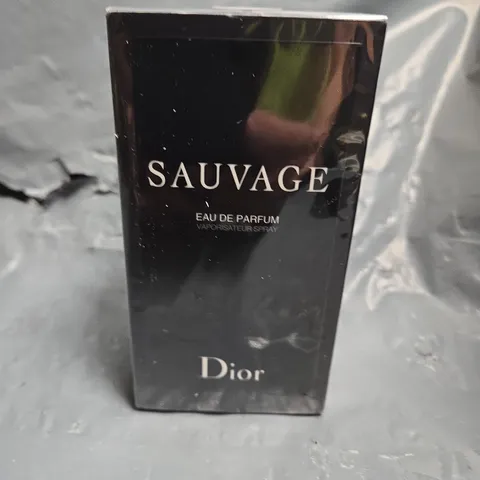 SAUVAGE
EAU DE PARFUM
VAPORISATEUR SPRAY
Dior